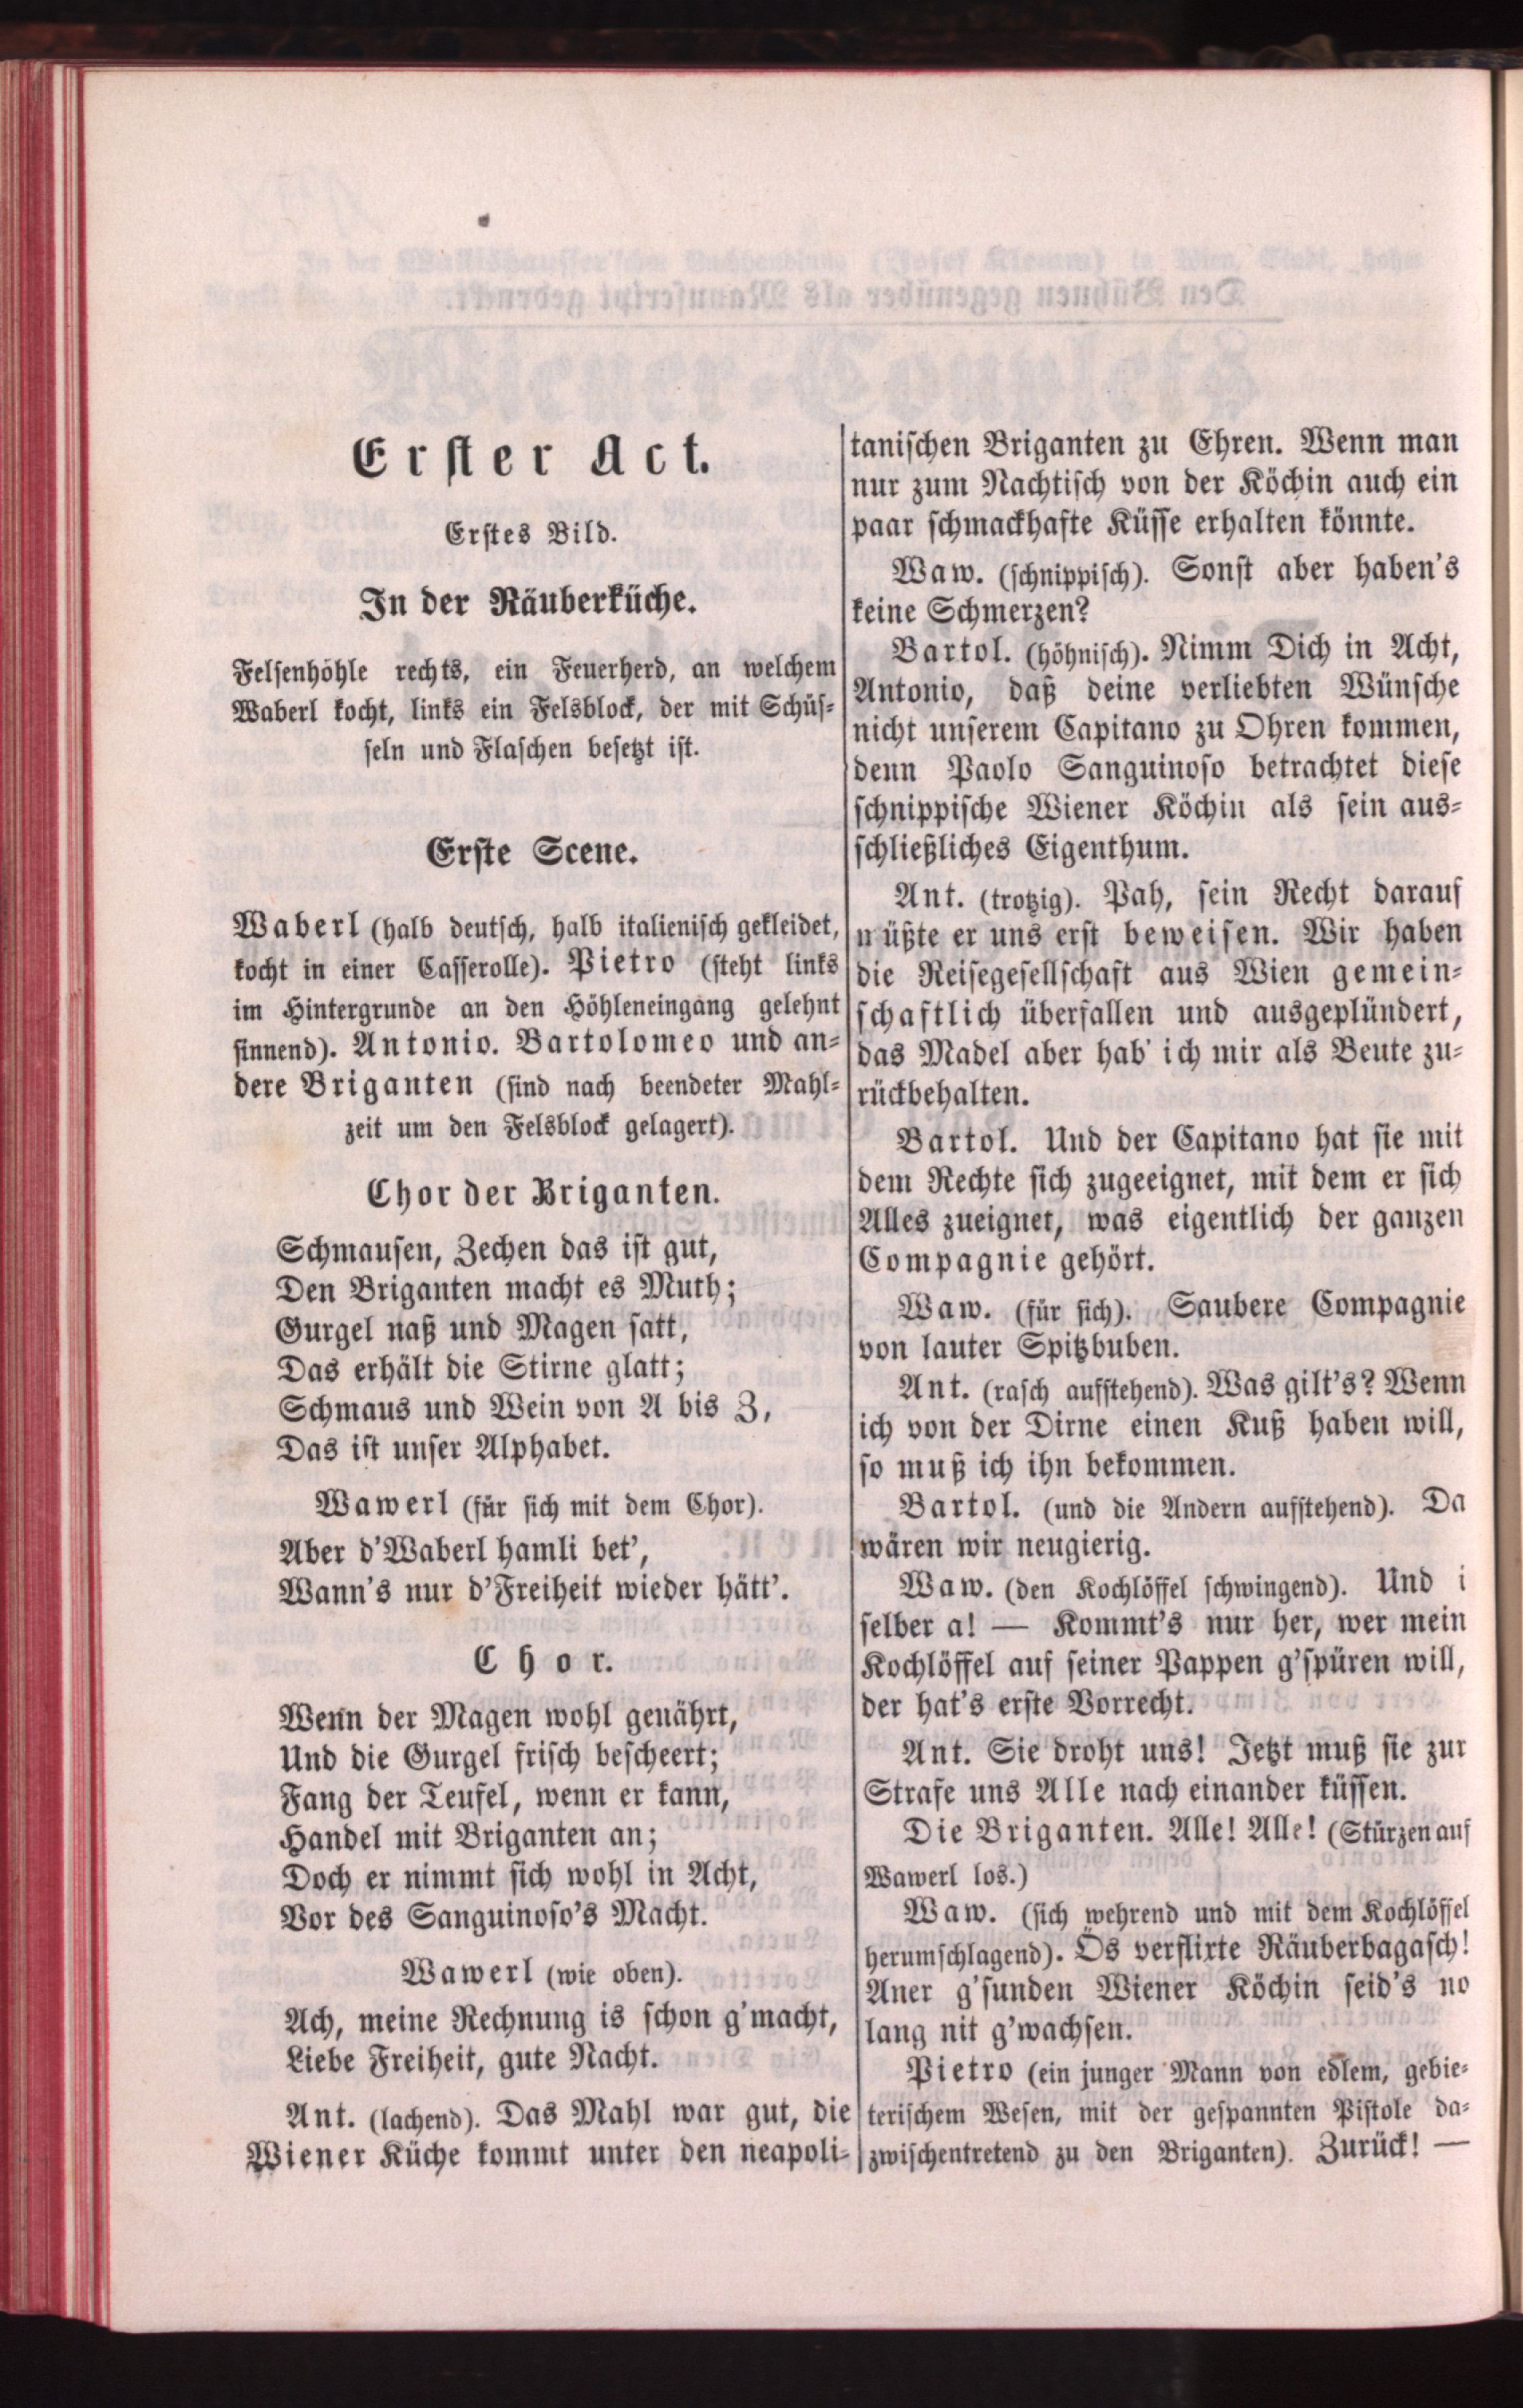 Erster Act.
Erstes Bild.
In der Räuberküche.
Felsenhöhle rechts, ein Feuerherd, an welchem
Waberl kocht, links ein Felsblock, der mit Schüs-
seln und Flaschen besetzt ist.
Erste Scene.
Waberl (halb deutsch, halb italienisch gekleidet,
kocht in einer Casserolle). Pietro (steht links
im Hintergrunde an den Höhleneingang gelehnt
sinnend). Antonio. Bartolomeo und an-
dere Briganten (sind nach beendeter Mahl-
zeit um den Felsblock gelagert).
Chor der Briganten.
Schmausen, Zechen das ist gut,
Den Briganten macht es Muth;
Gurgel naß und Magen satt,
Das erhält die Stirne glatt;
Schmaus und Wein von A bis Z,
Das ist unser Alphabet.
Wawerl (für sich mit dem Chor).
Aber d'Waberl hamli bet',
Wann's nur d'Freiheit wieder hätt'.
Chor.
Wenn der Magen wohl genährt,
Und die Gurgel frisch bescheert;
Fang der Teufel, wenn er kann,
Handel mit Briganten an;
Doch er nimmt sich wohl in Acht,
Vor des Sanguinoso's Macht.
Wawerl (wie oben).
Ach, meine Rechnung is schon g'macht,
Liebe Freiheit, gute Nacht.
Ant. (lachend). Das Mahl war gut, die
Wiener Küche kommt unter den neapoli-
tanischen Briganten zu Ehren. Wenn man
nur zum Nachtisch von der Köchin auch ein
paar schmackhafte Küsse erhalten könnte.
Waw. (schnippisch). Sonst aber haben's
keine Schmerzen?
Bartol. (höhnisch). Nimm Dich in Acht,
Antonio, daß deine verliebten Wünsche
nicht unserem Capitano zu Ohren kommen,
denn Paolo Sanguinoso betrachtet diese
schnippische Wiener Köchin als sein aus-
schließliches Eigenthum.
Ant. (trotzig). Pah, sein Recht darauf
müßte er uns erst beweisen. Wir haben
die Reisegesellschaft aus Wien gemein-
schaftlich überfallen und ausgeplündert,
das Madel aber hab' ich mir als Beute zu-
rückbehalten.
Bartol. Und der Capitano hat sie mit
dem Rechte sich zugeeignet, mit dem er sich
Alles zueignet, was eigentlich der ganzen
Compagnie gehört.
Waw. (für sich). Saubere Compagnie
von lauter Spitzbuben.
Ant. (rasch aufstehend). Was gilt's? Wenn
ich von der Dirne einen Kuß haben will,
so muß ich ihn bekommen.
Bartol. (und die Andern aufstehend). Da
wären wir neugierig.
Waw. (den Kochlöffel schwingend). Und i
selber a! — Kommt's nur her, wer mein
Kochlöffel auf seiner Pappen g'spüren will,
der hat's erste Vorrecht.
Ant. Sie droht uns! Jetzt muß sie zur
Strafe uns Alle nach einander küssen.
Die Briganten. Alle! Alle! (Stürzen auf
Wawerl los.)
Waw. (sich wehrend und mit dem Kochlöffel
herumschlagend). Ös verflixte Räuberbagasch!
Aner g'sunden Wiener Köchin seid's no
lang nit g'wachsen.
Pietro (ein junger Mann von edlem, gebie-
terischem Wesen, mit der gespannten Pistole da-
zwischentretend zu den Briganten). Zurück! —